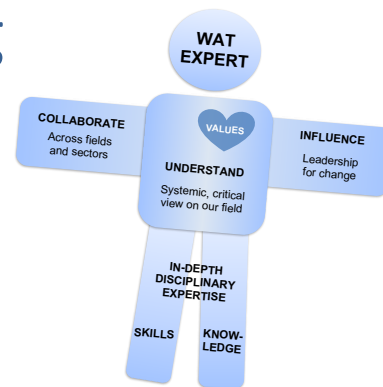 WAT
EXPERT
COLLABORATE
Across fields
and sectors
VALUES
UNDERSTAND
Systemic, critical
view on our field
INFLUENCE
Leadership
for change
IN-DEPTH
DISCIPLINARY
EXPERTISE
SKILLS
KNOW-
LEDGE